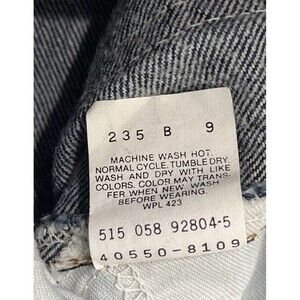 235 B 9
MACHINE WASH HOT
NORMAL CYCLE. TUMBLE DRY.
WASH AND DPY WITH LIKE
COLORS. COLOR MAY TRANS-
FER WHEN NEW. WASH
BEFORE WEARING.
WPL 423
515 058 92804-5
40550-8109